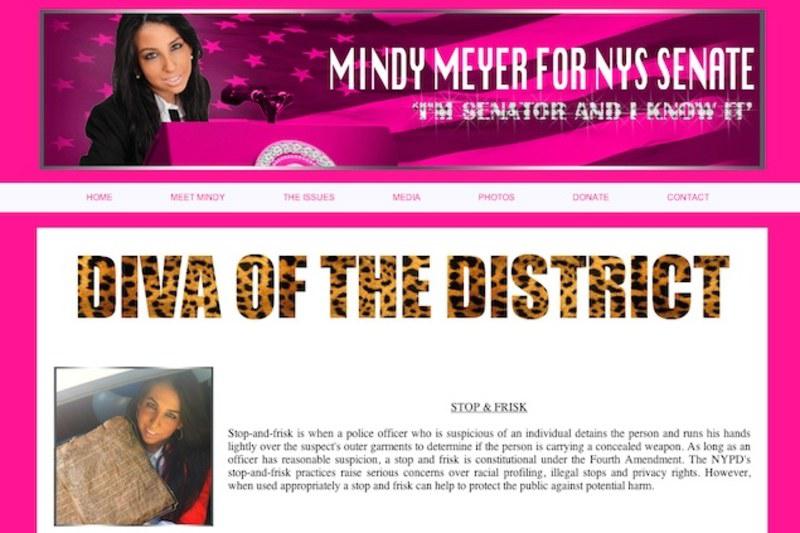 MINDY MEYER FOR NYS SENATE
'I'M SENATOR AND I KNOW IT'
HOME MEET MINDY THE ISSUES MEDIA PHOTOS DONATE CONTACT
DIVA OF THE DISTRICT
STOP & FRISK
Stop-and-frisk is when a police officer who is suspicious of an individual detains the person and runs his hands
lightly over the suspect's outer garments to determine if the person is carrying a concealed weapon. As long as an
officer has reasonable suspicion, a stop and frisk is constitutional under the Fourth Amendment. The NYPD's
stop-and-frisk practices raise serious concerns over racial profiling, illegal stops and privacy rights. However,
when used appropriately a stop and frisk can help to protect the public against potential harm.